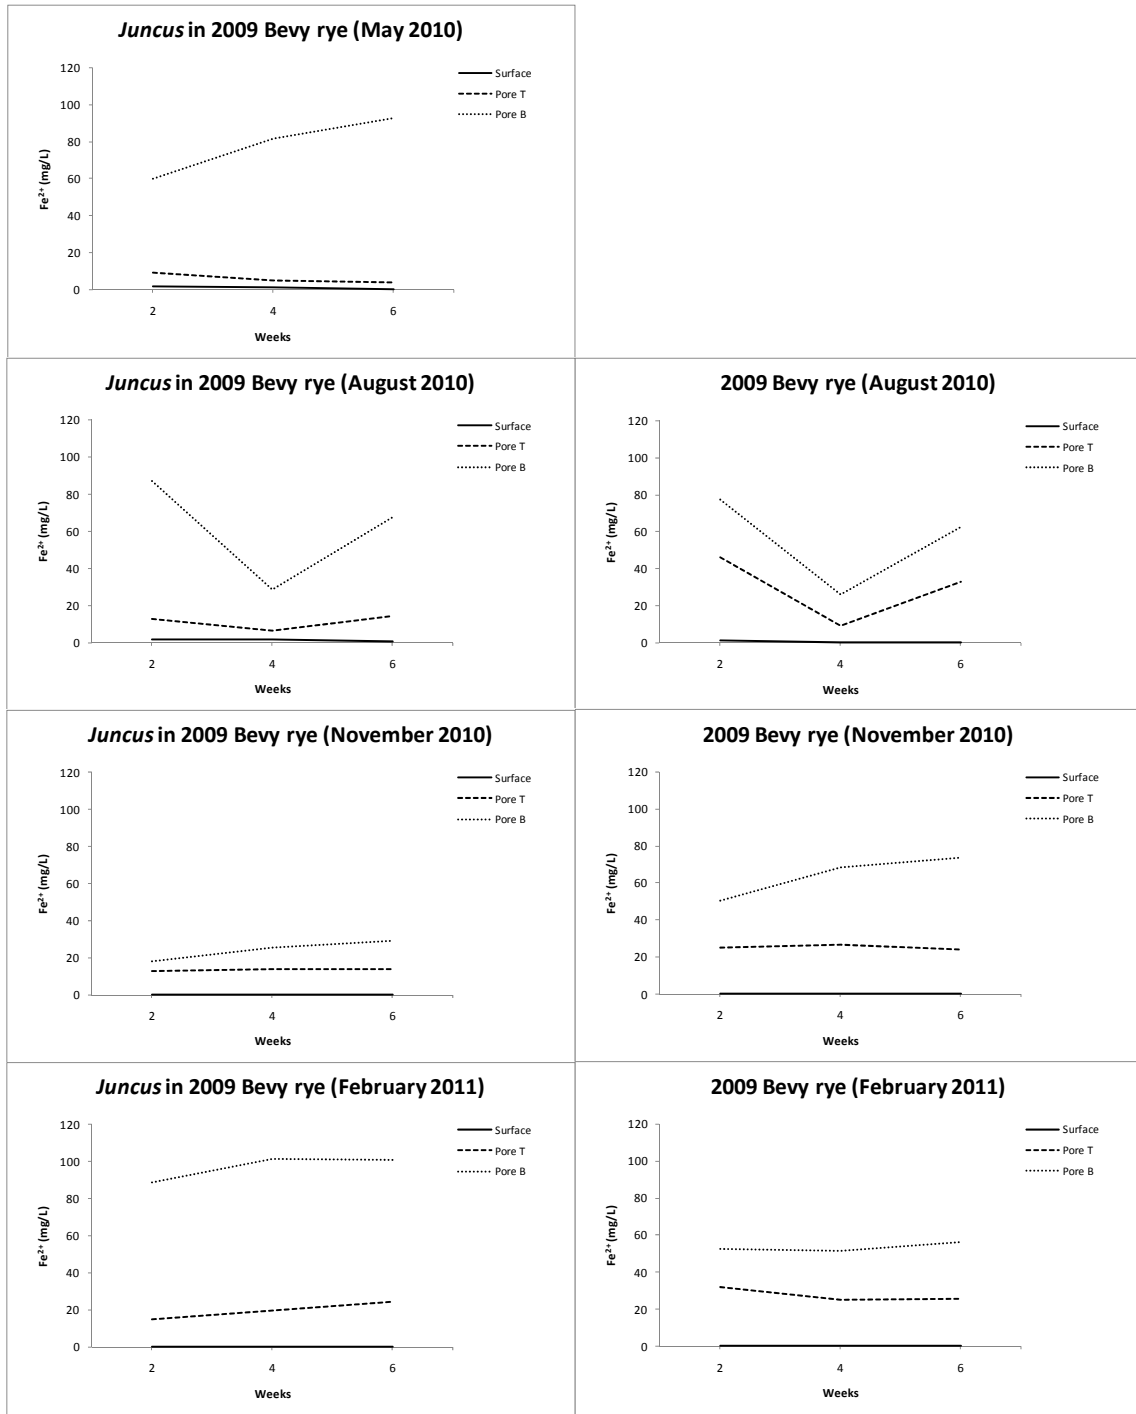 Juncus in 2009 Bevy rye (May 2010)
120
100
80
60
40
20
0
Fe²⁺ (mg/L)
2 4 6
Weeks
Surface
Pore T
Pore B
Juncus in 2009 Bevy rye (August 2010)
120
100
80
60
40
20
0
Fe²⁺ (mg/L)
2 4 6
Weeks
Surface
Pore T
Pore B
2009 Bevy rye (August 2010)
120
100
80
60
40
20
0
Fe²⁺ (mg/L)
2 4 6
Weeks
Surface
Pore T
Pore B
Juncus in 2009 Bevy rye (November 2010)
120
100
80
60
40
20
0
Fe²⁺ (mg/L)
2 4 6
Weeks
Surface
Pore T
Pore B
2009 Bevy rye (November 2010)
120
100
80
60
40
20
0
Fe²⁺ (mg/L)
2 4 6
Weeks
Surface
Pore T
Pore B
Juncus in 2009 Bevy rye (February 2011)
120
100
80
60
40
20
0
Fe²⁺ (mg/L)
2 4 6
Weeks
Surface
Pore T
Pore B
2009 Bevy rye (February 2011)
120
100
80
60
40
20
0
Fe²⁺ (mg/L)
2 4 6
Weeks
Surface
Pore T
Pore B